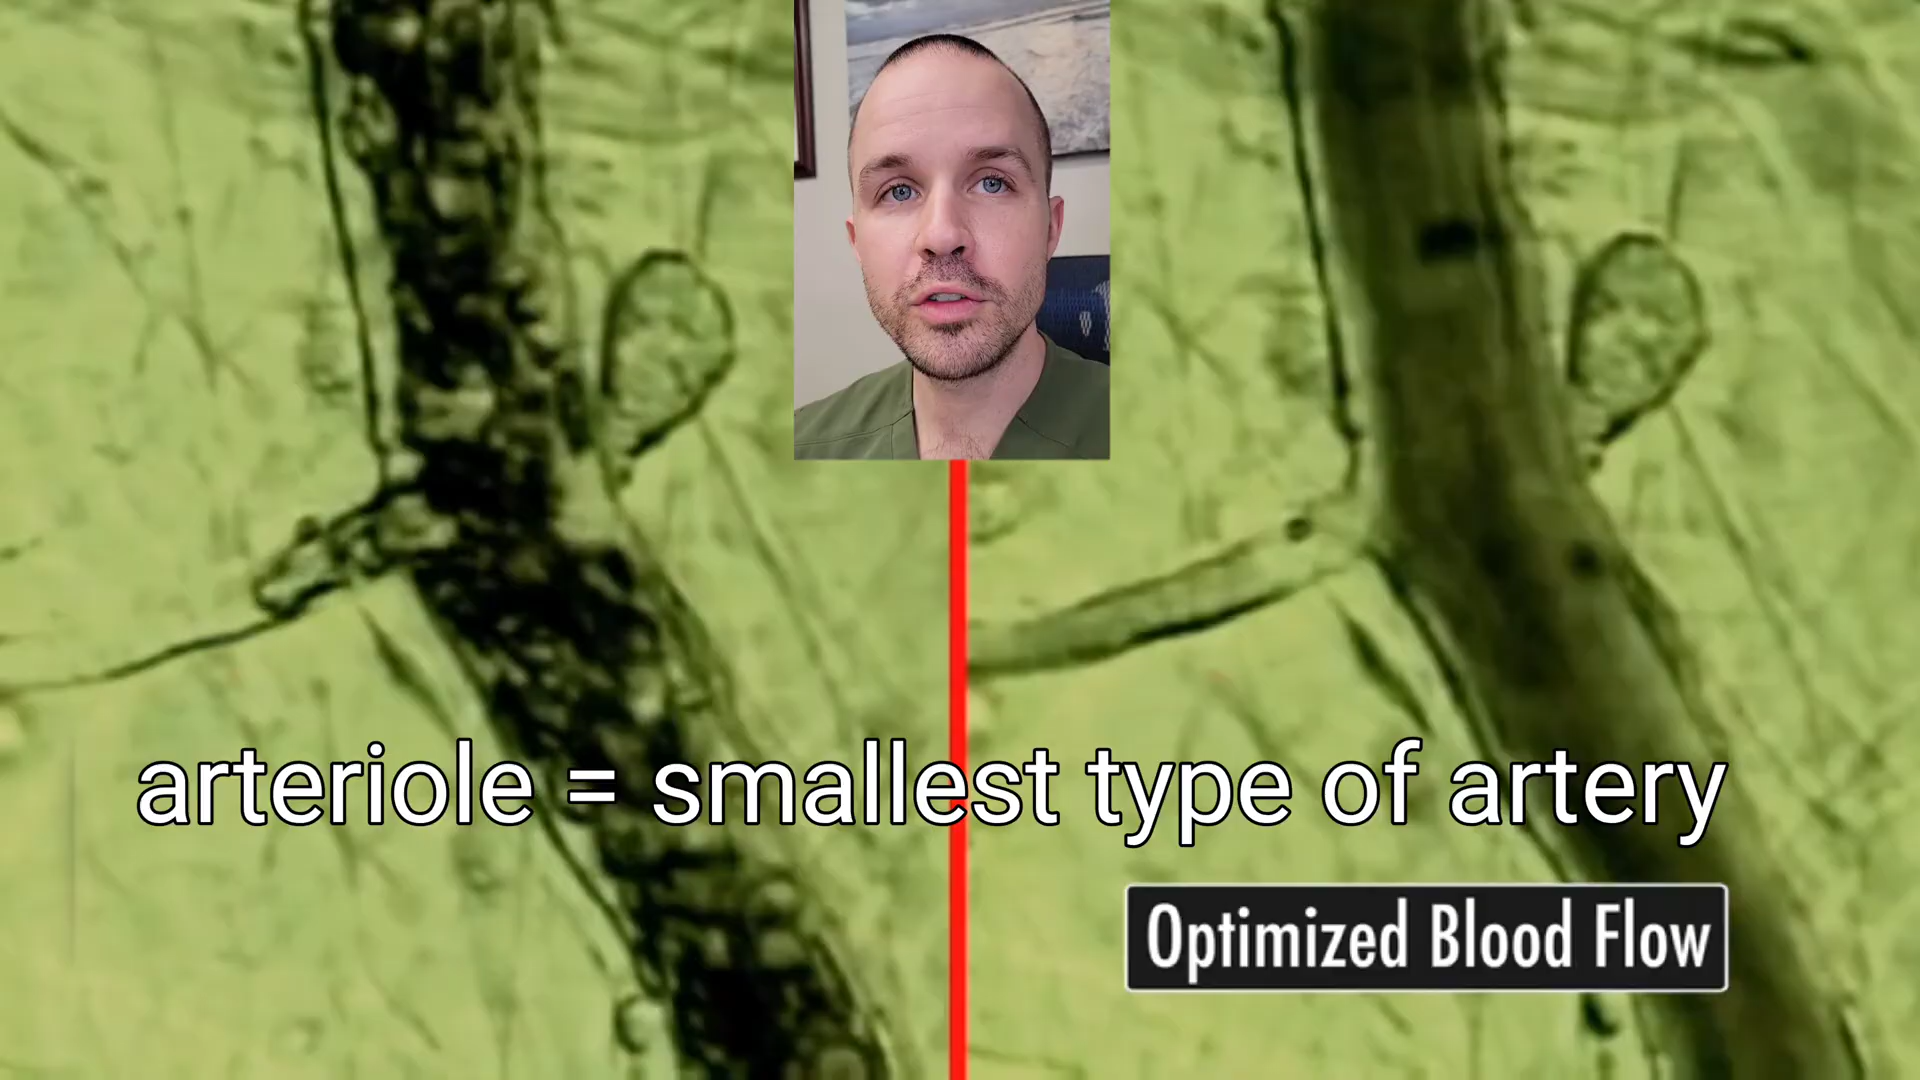 arteriole = smallest type of artery
Optimized Blood Flow